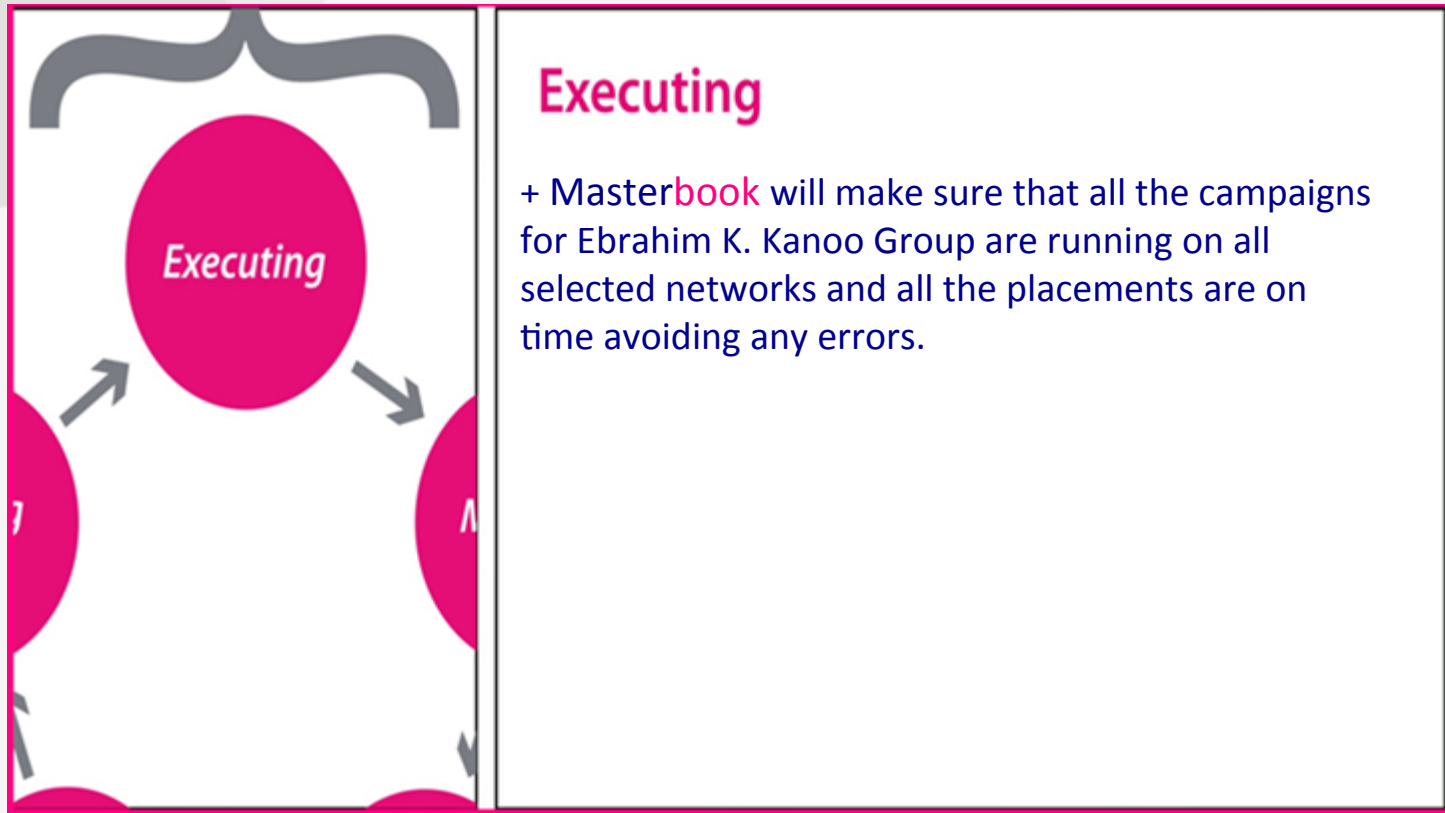 Executing
+ Masterbook will make sure that all the campaigns
for Ebrahim K. Kanoo Group are running on all
selected networks and all the placements are on
time avoiding any errors.
Executing
g
M